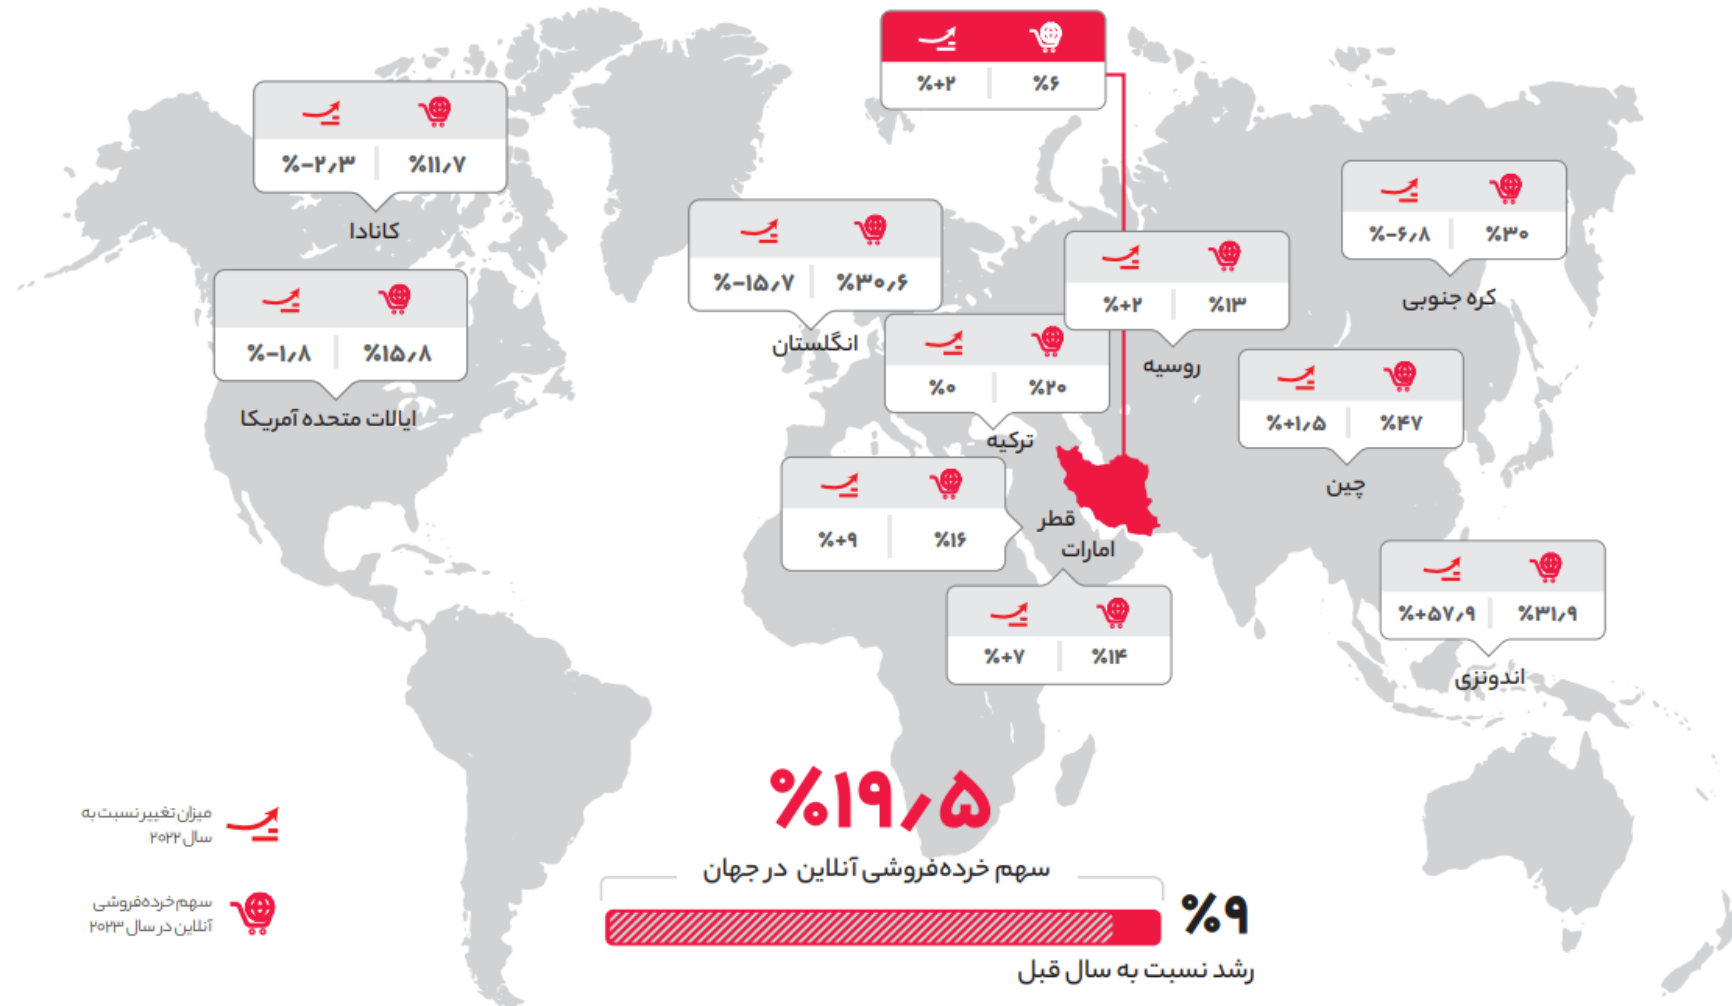 %۶ %+۲
%۱۱٫۷ %-۲٫۳
کانادا
%۱۵٫۸ %-۱٫۸
ایالات متحده آمریکا
%۳۰٫۶ %-۱۵٫۷
انگلستان
%۱۳ %+۲
روسیه
%۳۰ %-۶٫۸
کره جنوبی
%۲۰ %۰
ترکیه
%۴۷ %+۱٫۵
چین
%۱۶ %+۹
قطر
امارات
%۱۴ %+۷
%۳۱٫۹ %+۵۷٫۹
اندونزی
%۱۹٫۵
سهم خرده‌فروشی آنلاین در جهان
%۹
رشد نسبت به سال قبل
میزان تغییر نسبت به
سال ۲۰۲۲
سهم خرده‌فروشی
آنلاین در سال ۲۰۲۳